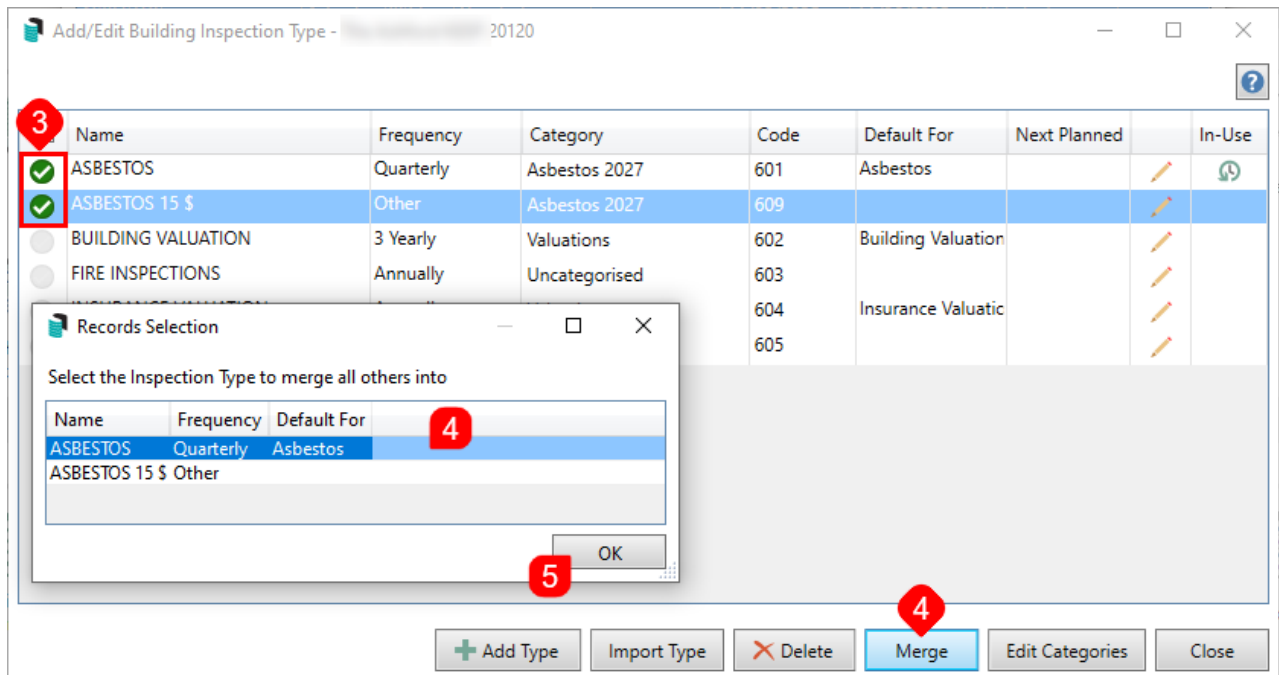 Add/Edit Building Inspection Type - 20120
3
Name Frequency Category Code Default For Next Planned In-Use
ASBESTOS Quarterly Asbestos 2027 601 Asbestos
ASBESTOS 15 $ Other Asbestos 2027 609
BUILDING VALUATION 3 Yearly Valuations 602 Building Valuation
FIRE INSPECTIONS Annually Uncategorised 603
604 Insurance Valuatic
605
Records Selection
Select the Inspection Type to merge all others into
Name Frequency Default For
4
ASBESTOS Quarterly Asbestos
ASBESTOS 15 $ Other
OK
5
4
Add Type Import Type Delete Merge Edit Categories Close